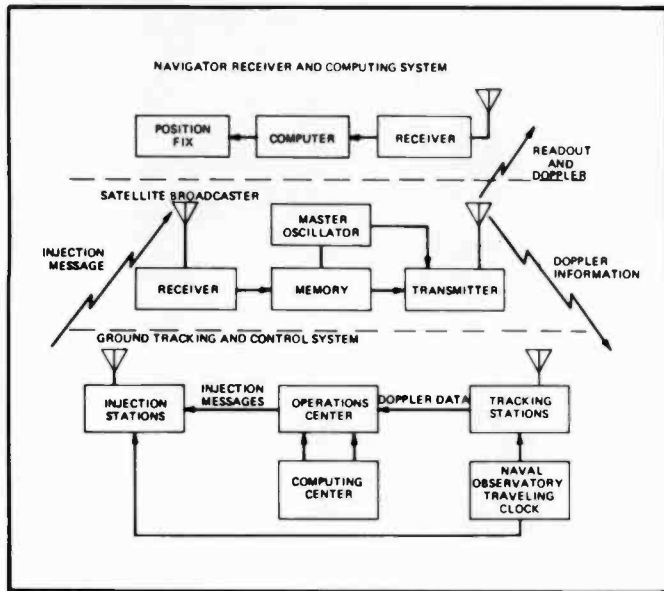 NAVIGATOR RECEIVER AND COMPUTING SYSTEM
POSITION
FIX
COMPUTER
RECEIVER
READOUT
AND
DOPPLER
SATELLITE BROADCASTER
MASTER
OSCILLATOR
INJECTION
MESSAGE
DOPPLER
INFORMATION
RECEIVER
MEMORY
TRANSMITTER
GROUND TRACKING AND CONTROL SYSTEM
INJECTION
STATIONS
INJECTION
MESSAGES
OPERATIONS
CENTER
DOPPLER DATA
TRACKING
STATIONS
COMPUTING
CENTER
NAVAL
OBSERVATORY
TRAVELING
CLOCK